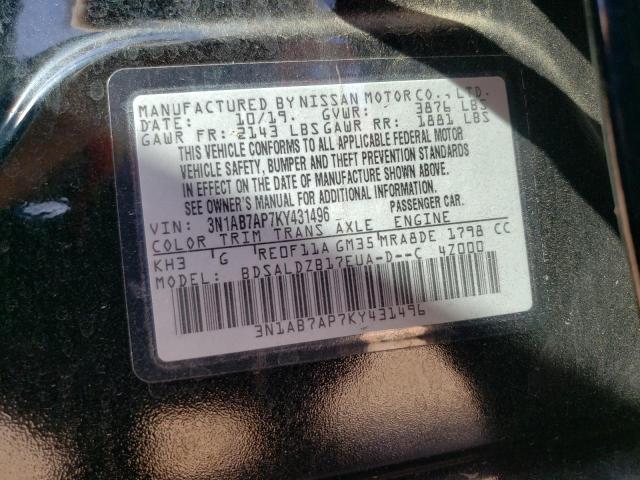 MANUFACTURED BY NISSAN MOTOR CO., LTD.
DATE: 10/19 GVWR: 3876 LBS
GAWR FR: 2143 LBS GAWR RR: 1881 LBS
THIS VEHICLE CONFORMS TO ALL APPLICABLE FEDERAL MOTOR
VEHICLE SAFETY, BUMPER AND THEFT PREVENTION STANDARDS
IN EFFECT ON THE DATE OF MANUFACTURE SHOWN ABOVE.
SEE OWNER'S MANUAL FOR ADDITIONAL INFORMATION.
VIN: 3N1AB7AP7KY431496 PASSENGER CAR.
COLOR TRIM TRANS AXLE ENGINE
KH3 G RE0F11A GM35 MRA8DE 1798 CC
MODEL: BDSALDZB17EUA-D--C 47000
3N1AB7AP7KY431496